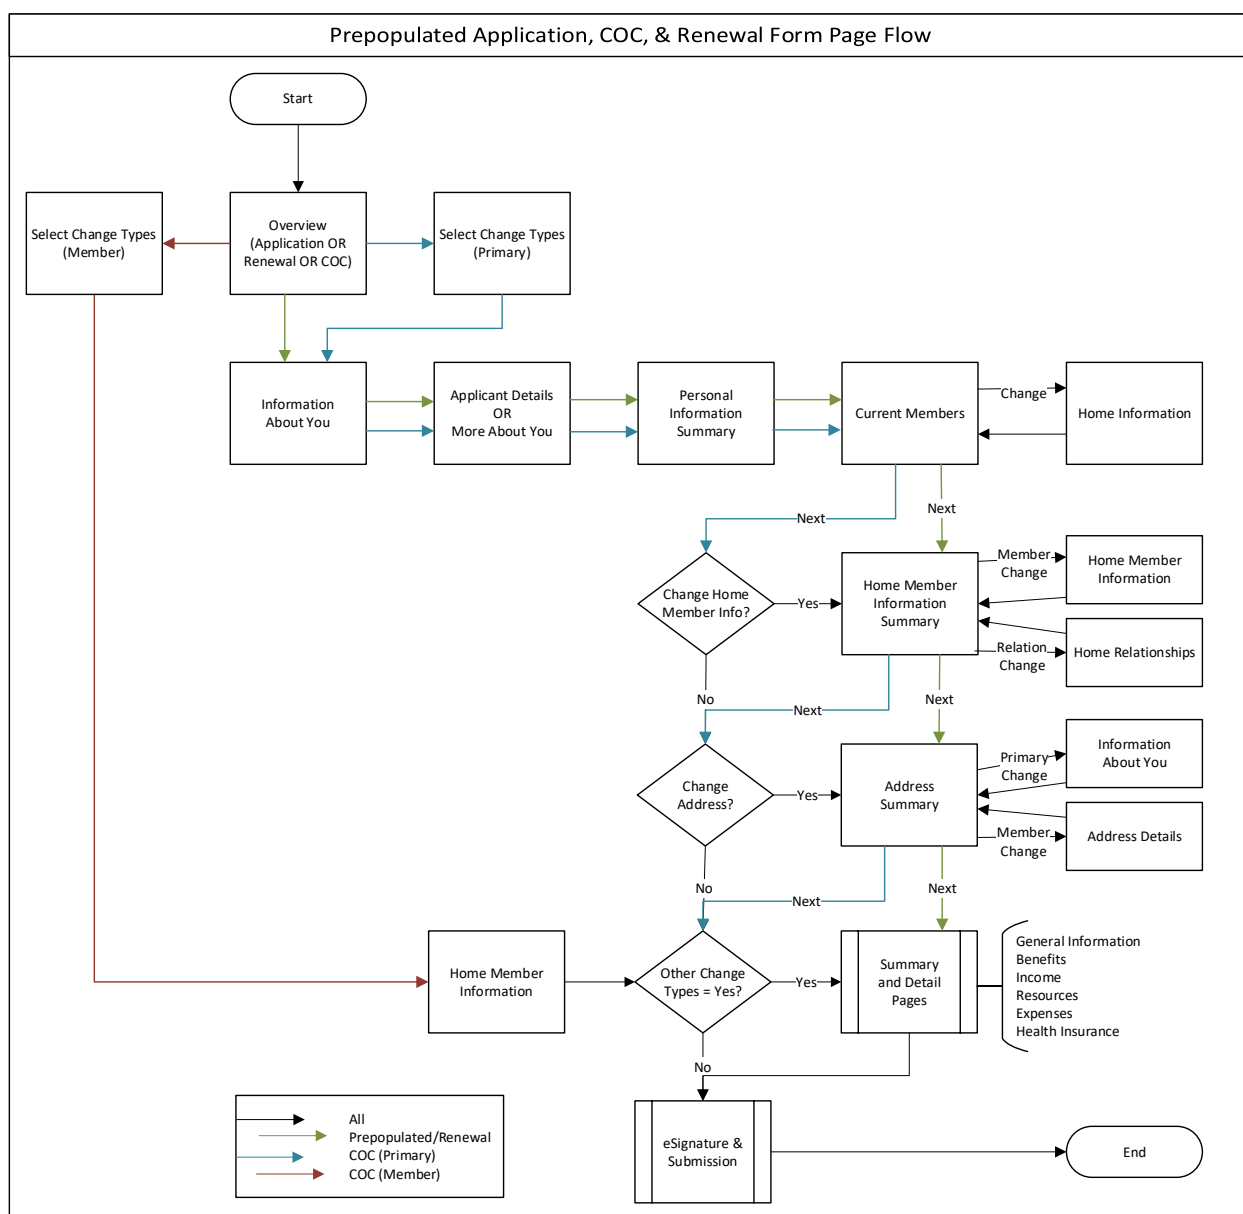 Prepopulated Application, COC, & Renewal Form Page Flow
Start
Select Change Types
(Member)
Overview
(Application OR
Renewal OR COC)
Select Change Types
(Primary)
Information
About You
Applicant Details
OR
More About You
Personal
Information
Summary
Current Members
Change
Home Information
Next
Next
Change Home
Member Info?
Yes
Home Member
Information
Summary
Member
Change
Home Member
Information
Relation
Change
Home Relationships
No
Next
Next
Change
Address?
Yes
Address
Summary
Primary
Change
Information
About You
Member
Change
Address Details
No
Next
Next
Home Member
Information
Other Change
Types = Yes?
Yes
Summary
and Detail
Pages
General Information
Benefits
Income
Resources
Expenses
Health Insurance
No
All
Prepopulated/Renewal
COC (Primary)
COC (Member)
eSignature &
Submission
End